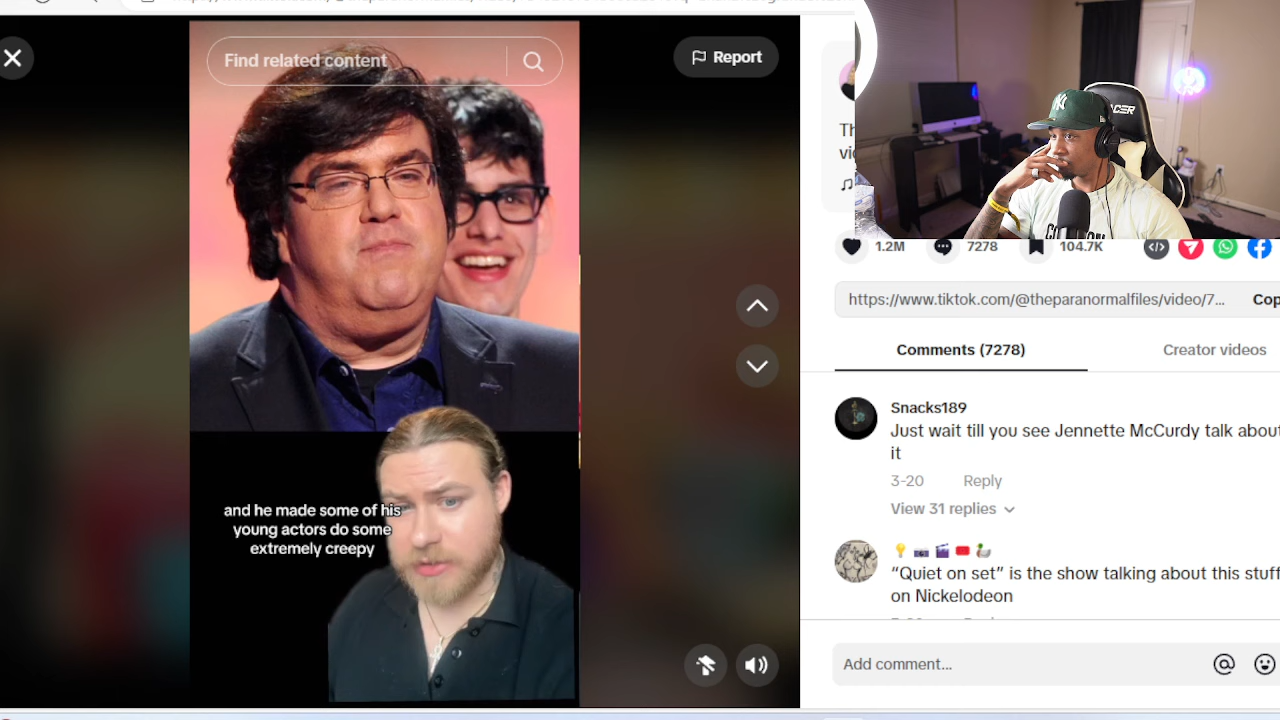 Find related content
Report
and he made some of his
young actors do some
extremely creepy
Th
vi
1.2M
7278
104.7K
https://www.tiktok.com/@theparanormalfiles/video/7...
Cop
Comments (7278)
Creator videos
Snacks189
Just wait till you see Jennette McCurdy talk about
it
3-20
Reply
View 31 replies
“Quiet on set” is the show talking about this stuff
on Nickelodeon
Add comment...